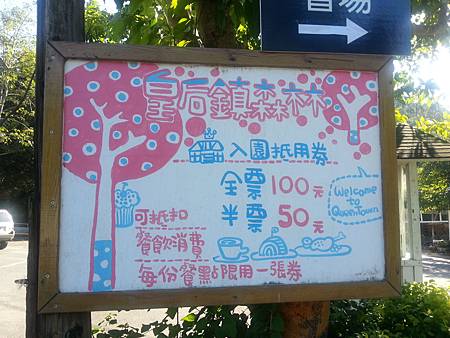 會場
皇后鎮森林
入園抵用券
全票 100元
半票 50元
Welcome
to
Queentown
可抵扣
餐飲消費
每份餐點限用一張券